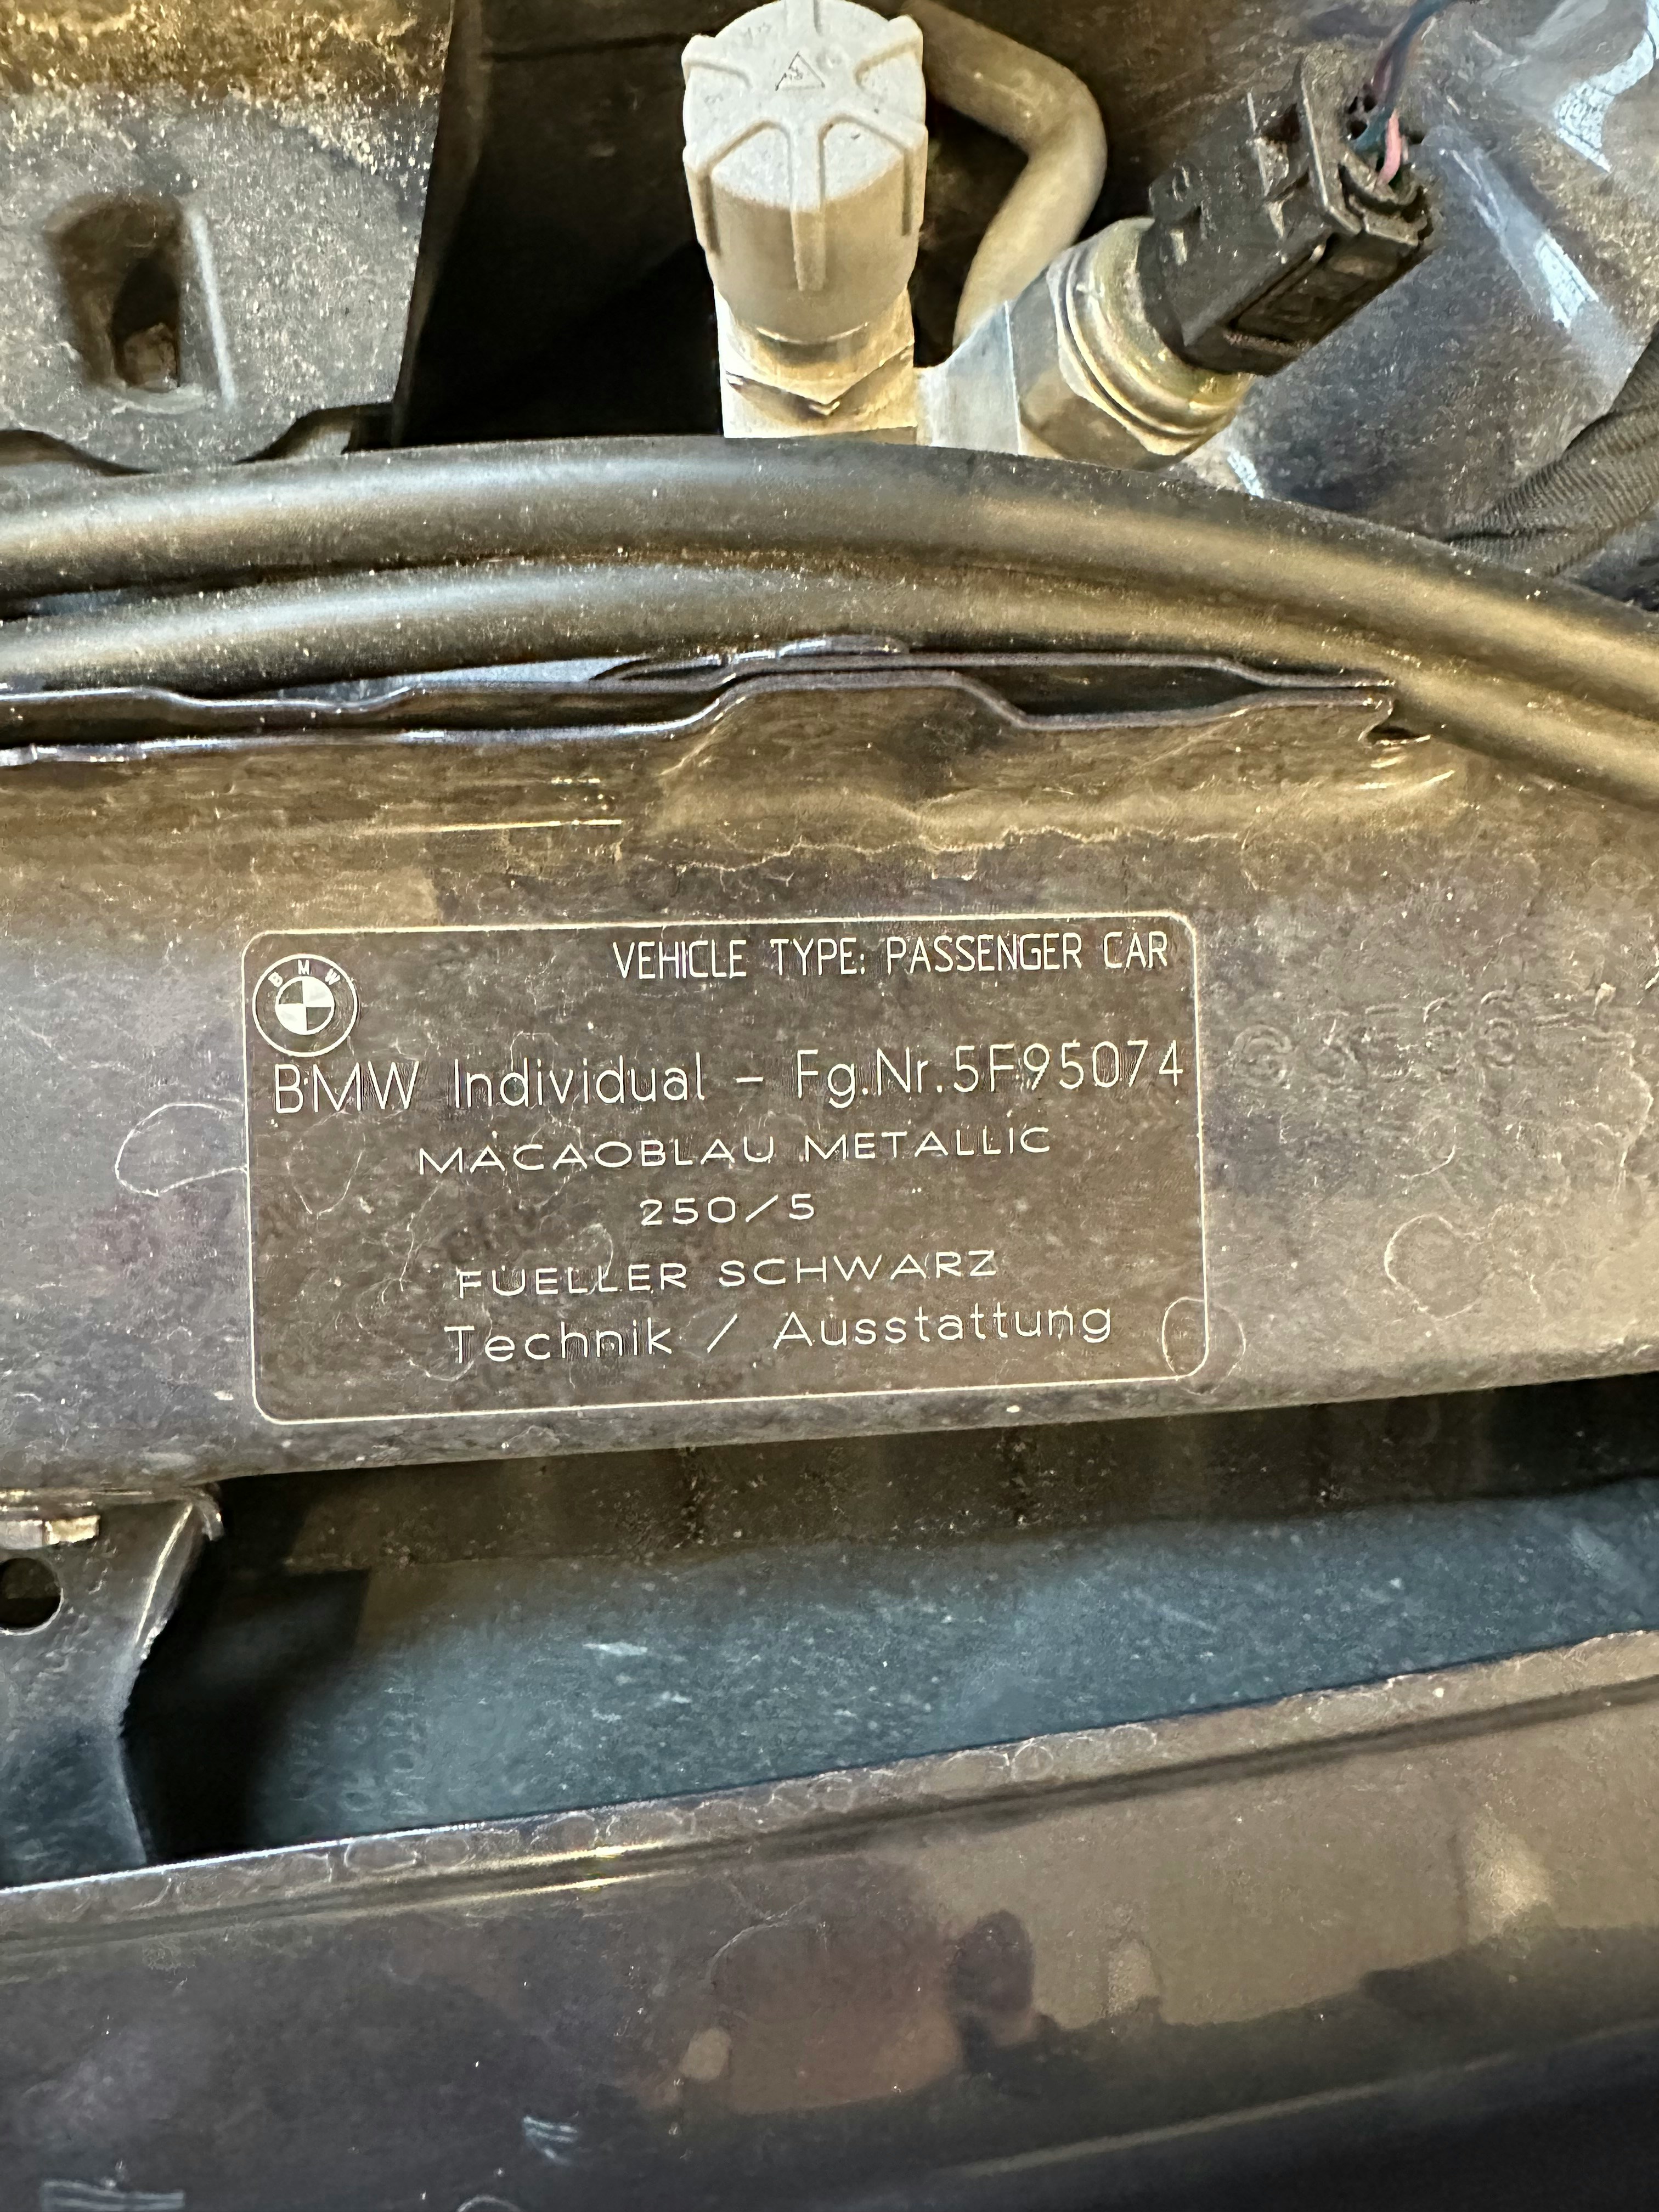 VEHICLE TYPE: PASSENGER CAR
BMW
BMW Individual - Fg.Nr.5F95074
MACAOBLAU METALLIC
250/5
FUELLER SCHWARZ
Technik / Ausstattung